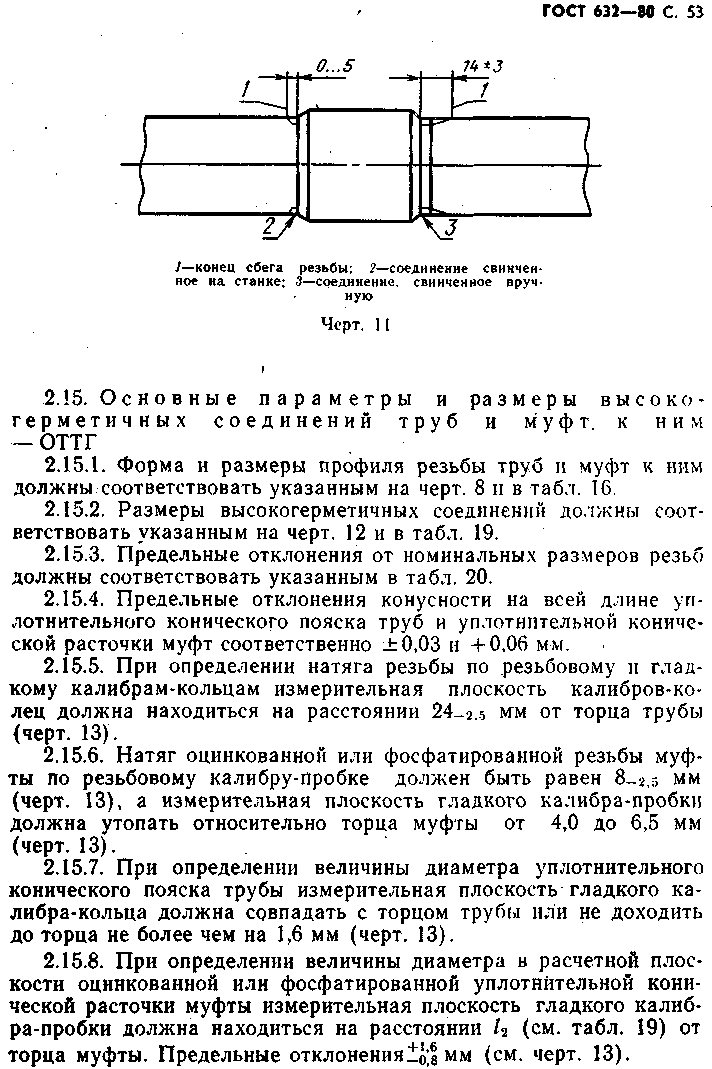 ГОСТ 632—80 С. 53
0...5
14±3
1
1
2
3
1—конец сбега резьбы; 2—соединение свинчен-
ное на станке; 3—соединение, свинченное вруч-
ную
Черт. 11
2.15. Основные параметры и размеры высоко-
герметичных соединений труб и муфт к ним
— ОТТГ
2.15.1. Форма и размеры профиля резьбы труб и муфт к ним
должны соответствовать указанным на черт. 8 и в табл. 16.
2.15.2. Размеры высокогерметичных соединений должны соот-
ветствовать указанным на черт. 12 и в табл. 19.
2.15.3. Предельные отклонения от номинальных размеров резьб
должны соответствовать указанным в табл. 20.
2.15.4. Предельные отклонения конусности на всей длине уп-
лотнительного конического пояска труб и уплотнительной кониче-
ской расточки муфт соответственно ±0,03 и +0,06 мм.
2.15.5. При определении натяга резьбы по резьбовому и глад-
кому калибрам-кольцам измерительная плоскость калибров-ко-
лец должна находиться на расстоянии 24₋₂,₅ мм от торца трубы
(черт. 13).
2.15.6. Натяг оцинкованной или фосфатированной резьбы муф-
ты по резьбовому калибру-пробке должен быть равен 8₋₂,₅ мм
(черт. 13), а измерительная плоскость гладкого калибра-пробки
должна утопать относительно торца муфты от 4,0 до 6,5 мм
(черт. 13).
2.15.7. При определении величины диаметра уплотнительного
конического пояска трубы измерительная плоскость гладкого ка-
либра-кольца должна совпадать с торцом трубы или не доходить
до торца не более чем на 1,6 мм (черт. 13).
2.15.8. При определении величины диаметра в расчетной плос-
кости оцинкованной или фосфатированной уплотнительной кони-
ческой расточки муфты измерительная плоскость гладкого калиб-
ра-пробки должна находиться на расстоянии l₂ (см. табл. 19) от
торца муфты. Предельные отклонения +1,6 −0,8 мм (см. черт. 13).